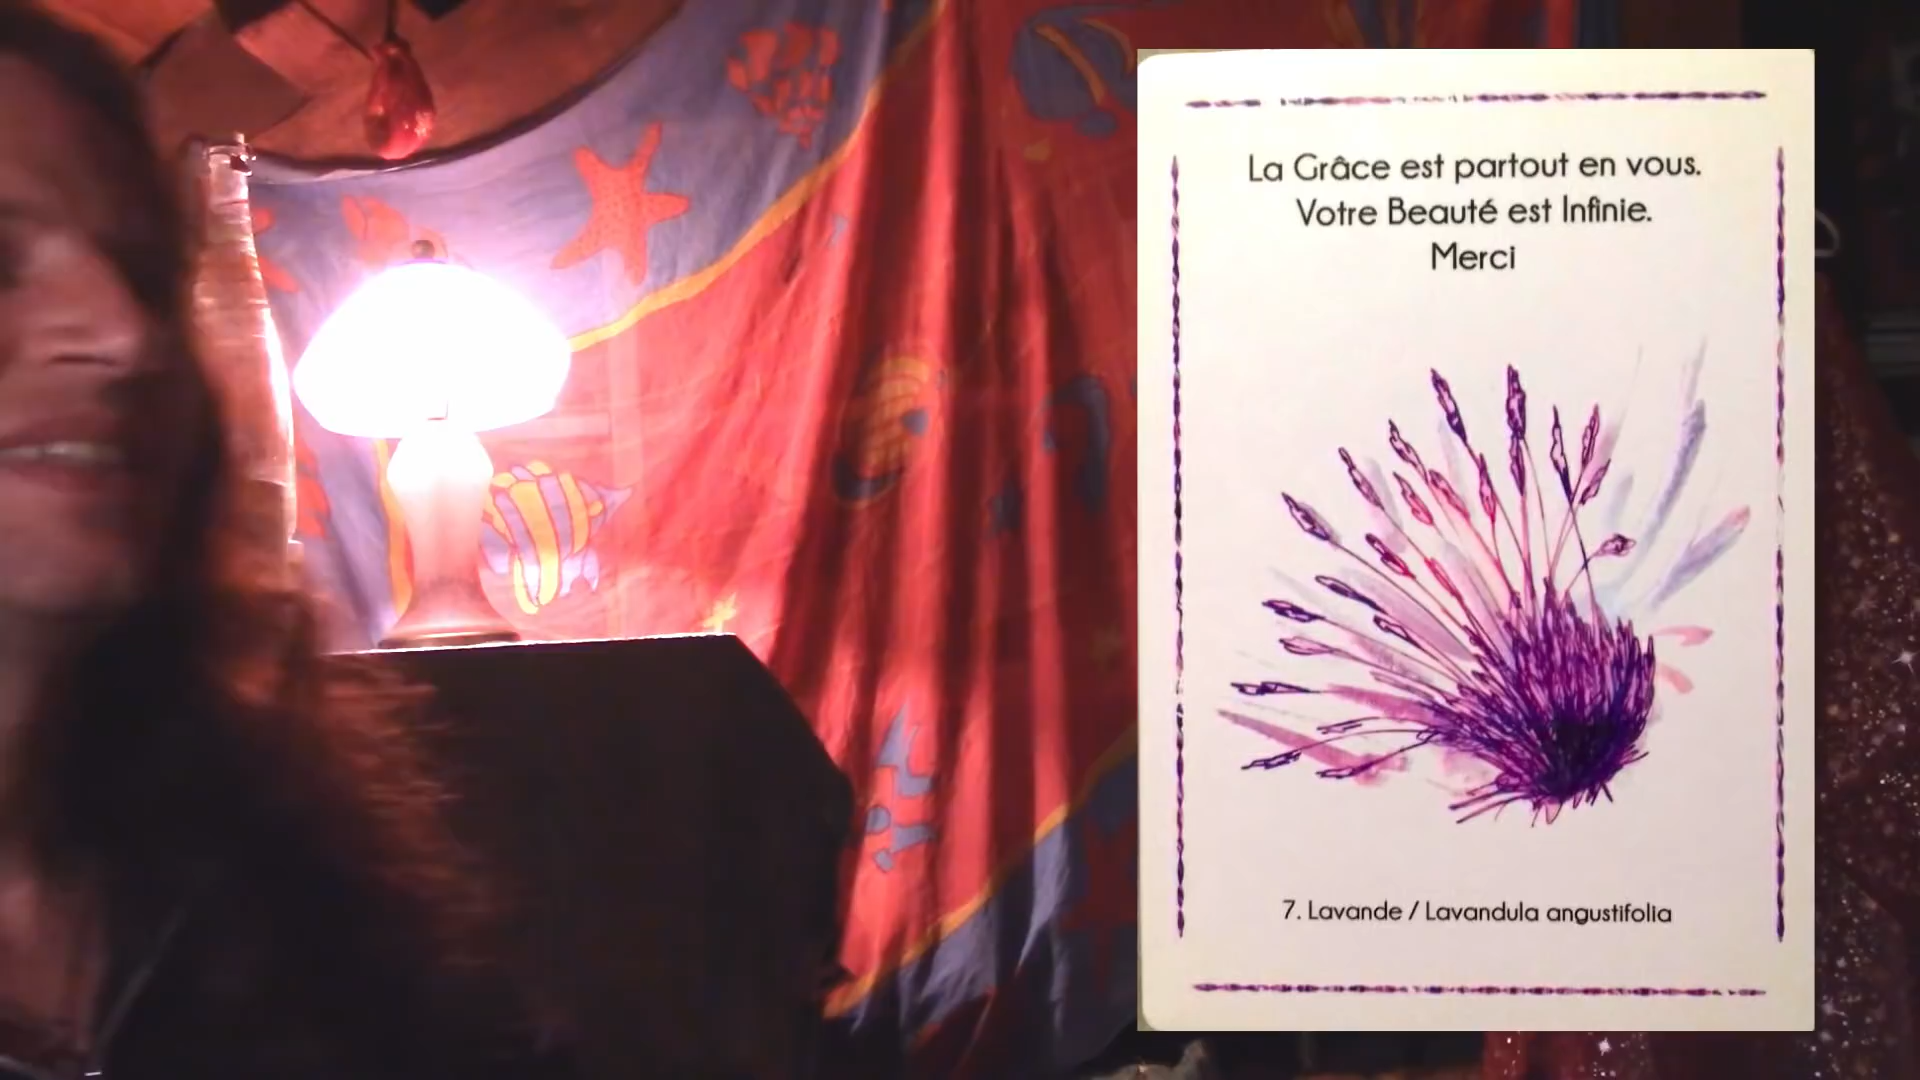 La Grâce est partout en vous.
Votre Beauté est Infinie.
Merci
7. Lavande / Lavandula angustifolia